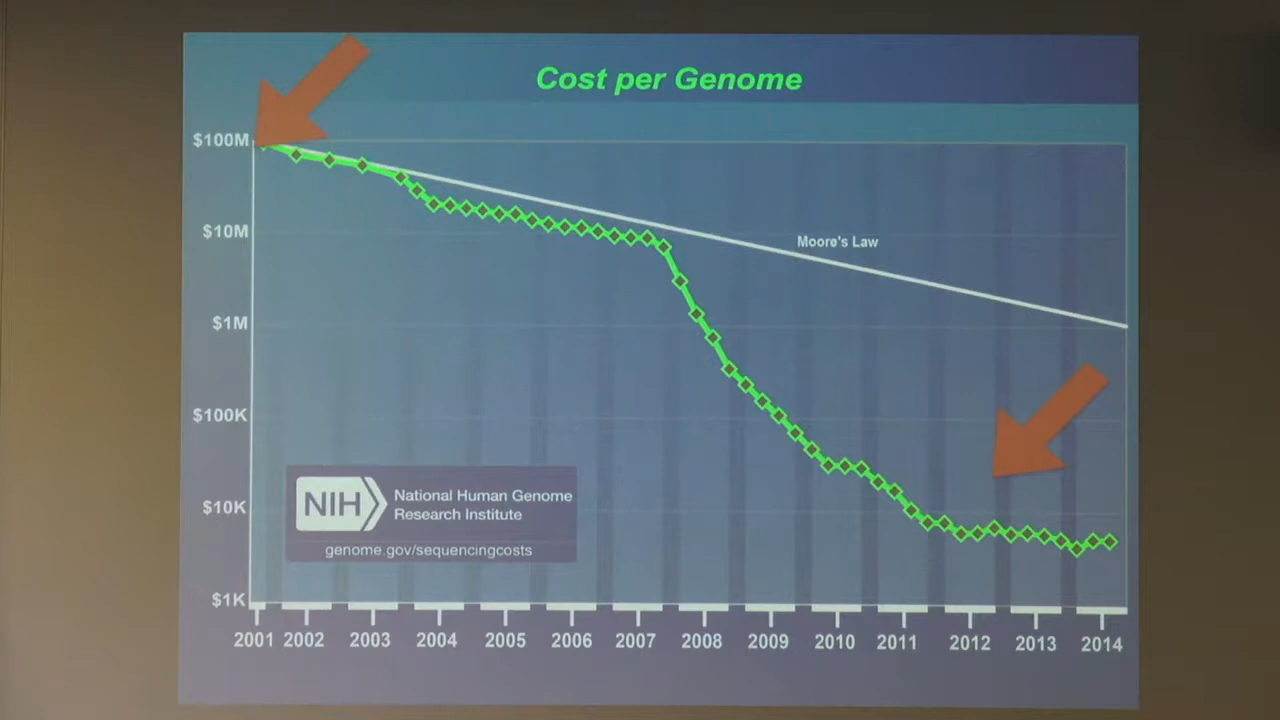 Cost per Genome
$100M
$10M
$1M
$100K
$10K
$1K
Moore's Law
NIH
National Human Genome
Research Institute
genome.gov/sequencingcosts
2001 2002 2003 2004 2005 2006 2007 2008 2009 2010 2011 2012 2013 2014